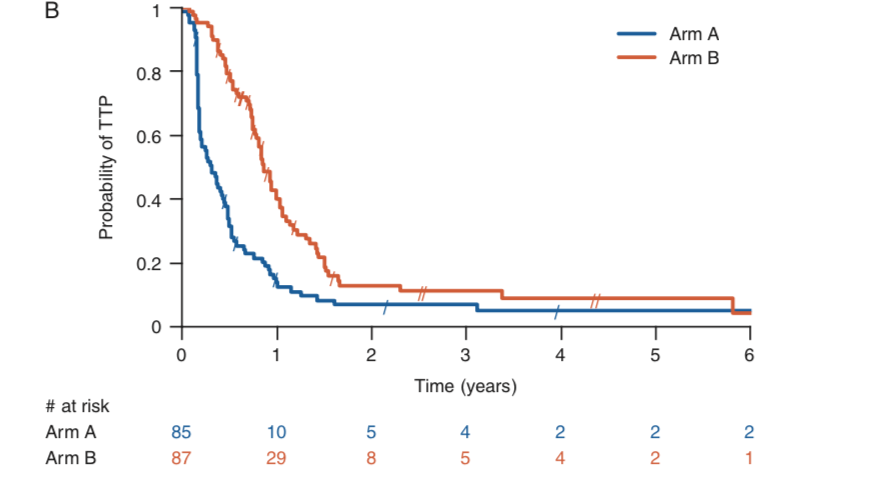 B
Arm A
Arm B
Probability of TTP
1
0.8
0.6
0.4
0.2
0
0 1 2 3 4 5 6
Time (years)
# at risk
Arm A 85 10 5 4 2 2 2
Arm B 87 29 8 5 4 2 1